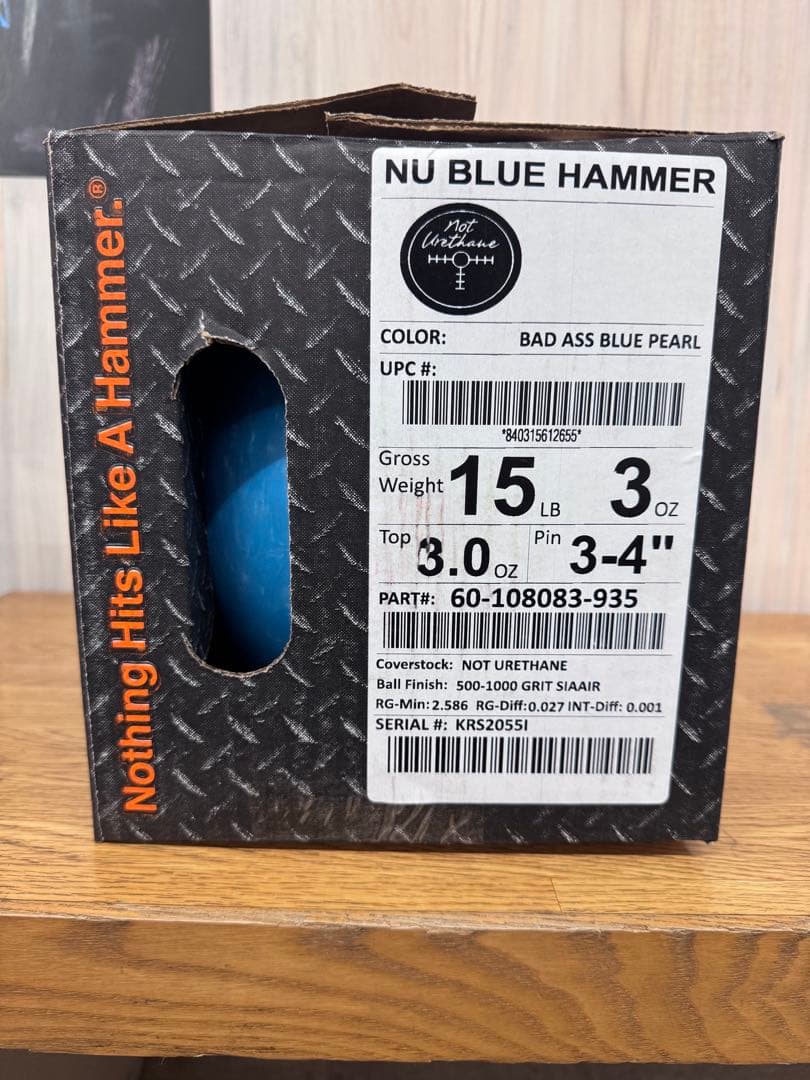 Nothing Hits Like A Hammer.®
NU BLUE HAMMER
Not
Urethane
COLOR: BAD ASS BLUE PEARL
UPC #:
*840315612655*
Gross Weight 15 LB 3 OZ
Top 3.0 OZ Pin 3-4"
PART#: 60-108083-935
Coverstock: NOT URETHANE
Ball Finish: 500-1000 GRIT SIAAIR
RG-Min: 2.586 RG-Diff:0.027 INT-Diff: 0.001
SERIAL #: KRS2055I